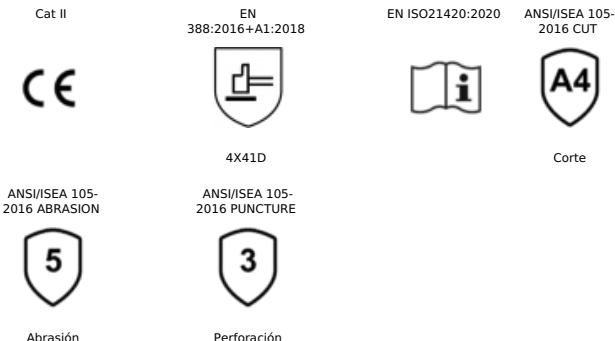 Cat II
EN
388:2016+A1:2018
EN ISO21420:2020
ANSI/ISEA 105-
2016 CUT
CE
i
A4
4X41D
Corte
ANSI/ISEA 105-
2016 ABRASION
ANSI/ISEA 105-
2016 PUNCTURE
5
3
Abrasión
Perforación